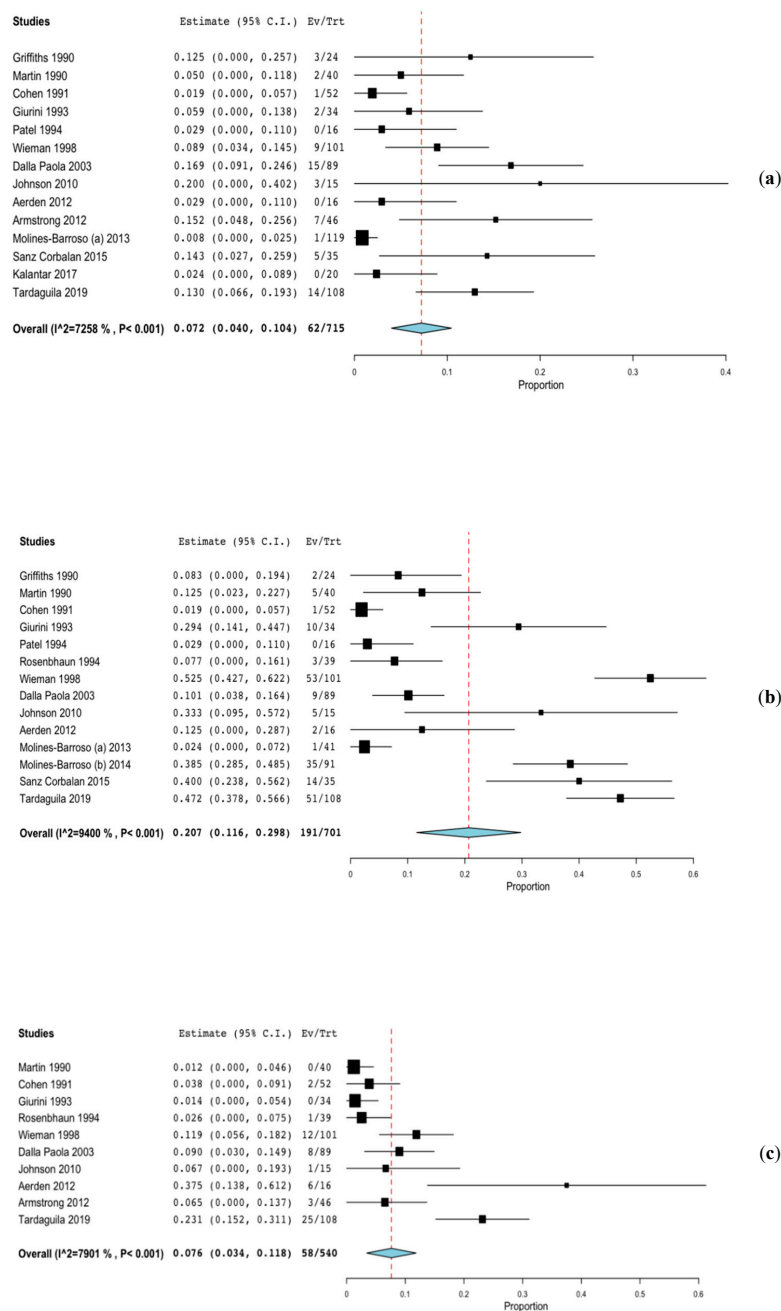 Studies Estimate (95% C.I.) Ev/Trt
Griffiths 1990 0.125 (0.000, 0.257) 3/24
Martin 1990 0.050 (0.000, 0.118) 2/40
Cohen 1991 0.019 (0.000, 0.057) 1/52
Giurini 1993 0.059 (0.000, 0.138) 2/34
Patel 1994 0.029 (0.000, 0.110) 0/16
Wieman 1998 0.089 (0.034, 0.145) 9/101
Dalla Paola 2003 0.169 (0.091, 0.246) 15/89
(a)
Johnson 2010 0.200 (0.000, 0.402) 3/15
Aerden 2012 0.029 (0.000, 0.110) 0/16
Armstrong 2012 0.152 (0.048, 0.256) 7/46
Molines-Barroso (a) 2013 0.008 (0.000, 0.025) 1/119
Sanz Corbalan 2015 0.143 (0.027, 0.259) 5/35
Kalantar 2017 0.024 (0.000, 0.089) 0/20
Tardaguila 2019 0.130 (0.066, 0.193) 14/108
Overall (I^2=7258 % , P< 0.001) 0.072 (0.040, 0.104) 62/715
0 0.1 0.2 0.3 0.4
Proportion
Studies Estimate (95% C.I.) Ev/Trt
Griffiths 1990 0.083 (0.000, 0.194) 2/24
Martin 1990 0.125 (0.023, 0.227) 5/40
Cohen 1991 0.019 (0.000, 0.057) 1/52
Giurini 1993 0.294 (0.141, 0.447) 10/34
Patel 1994 0.029 (0.000, 0.110) 0/16
Rosenbhaun 1994 0.077 (0.000, 0.161) 3/39
Wieman 1998 0.525 (0.427, 0.622) 53/101
(b)
Dalla Paola 2003 0.101 (0.038, 0.164) 9/89
Johnson 2010 0.333 (0.095, 0.572) 5/15
Aerden 2012 0.125 (0.000, 0.287) 2/16
Molines-Barroso (a) 2013 0.024 (0.000, 0.072) 1/41
Molines-Barroso (b) 2014 0.385 (0.285, 0.485) 35/91
Sanz Corbalan 2015 0.400 (0.238, 0.562) 14/35
Tardaguila 2019 0.472 (0.378, 0.566) 51/108
Overall (I^2=9400 % , P< 0.001) 0.207 (0.116, 0.298) 191/701
0 0.1 0.2 0.3 0.4 0.5 0.6
Proportion
Studies Estimate (95% C.I.) Ev/Trt
Martin 1990 0.012 (0.000, 0.046) 0/40
Cohen 1991 0.038 (0.000, 0.091) 2/52
Giurini 1993 0.014 (0.000, 0.054) 0/34
Rosenbhaun 1994 0.026 (0.000, 0.075) 1/39
Wieman 1998 0.119 (0.056, 0.182) 12/101
Dalla Paola 2003 0.090 (0.030, 0.149) 8/89
(c)
Johnson 2010 0.067 (0.000, 0.193) 1/15
Aerden 2012 0.375 (0.138, 0.612) 6/16
Armstrong 2012 0.065 (0.000, 0.137) 3/46
Tardaguila 2019 0.231 (0.152, 0.311) 25/108
Overall (I^2=7901 % , P< 0.001) 0.076 (0.034, 0.118) 58/540
0 0.1 0.2 0.3 0.4 0.5 0.6
Proportion